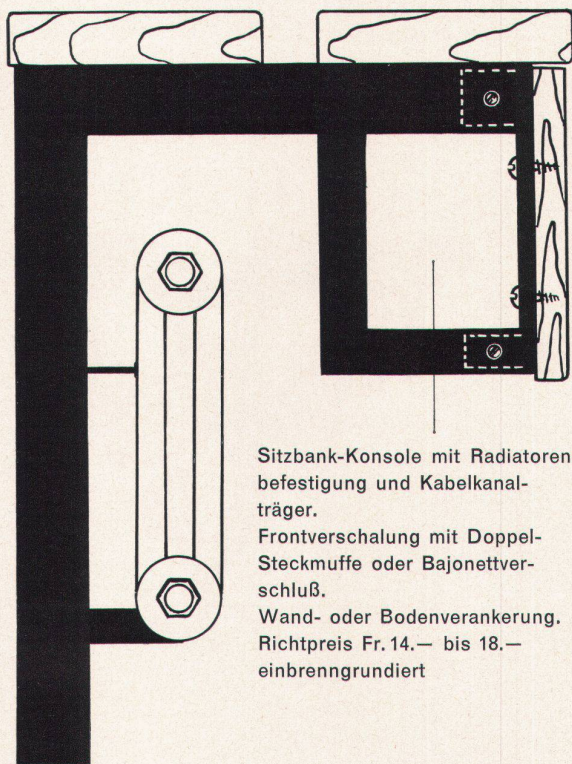 Sitzbank-Konsole mit Radiatoren
befestigung und Kabelkanal-
träger.
Frontverschalung mit Doppel-
Steckmuffe oder Bajonettver-
schluß.
Wand- oder Bodenverankerung.
Richtpreis Fr. 14.— bis 18.—
einbrenngrundiert